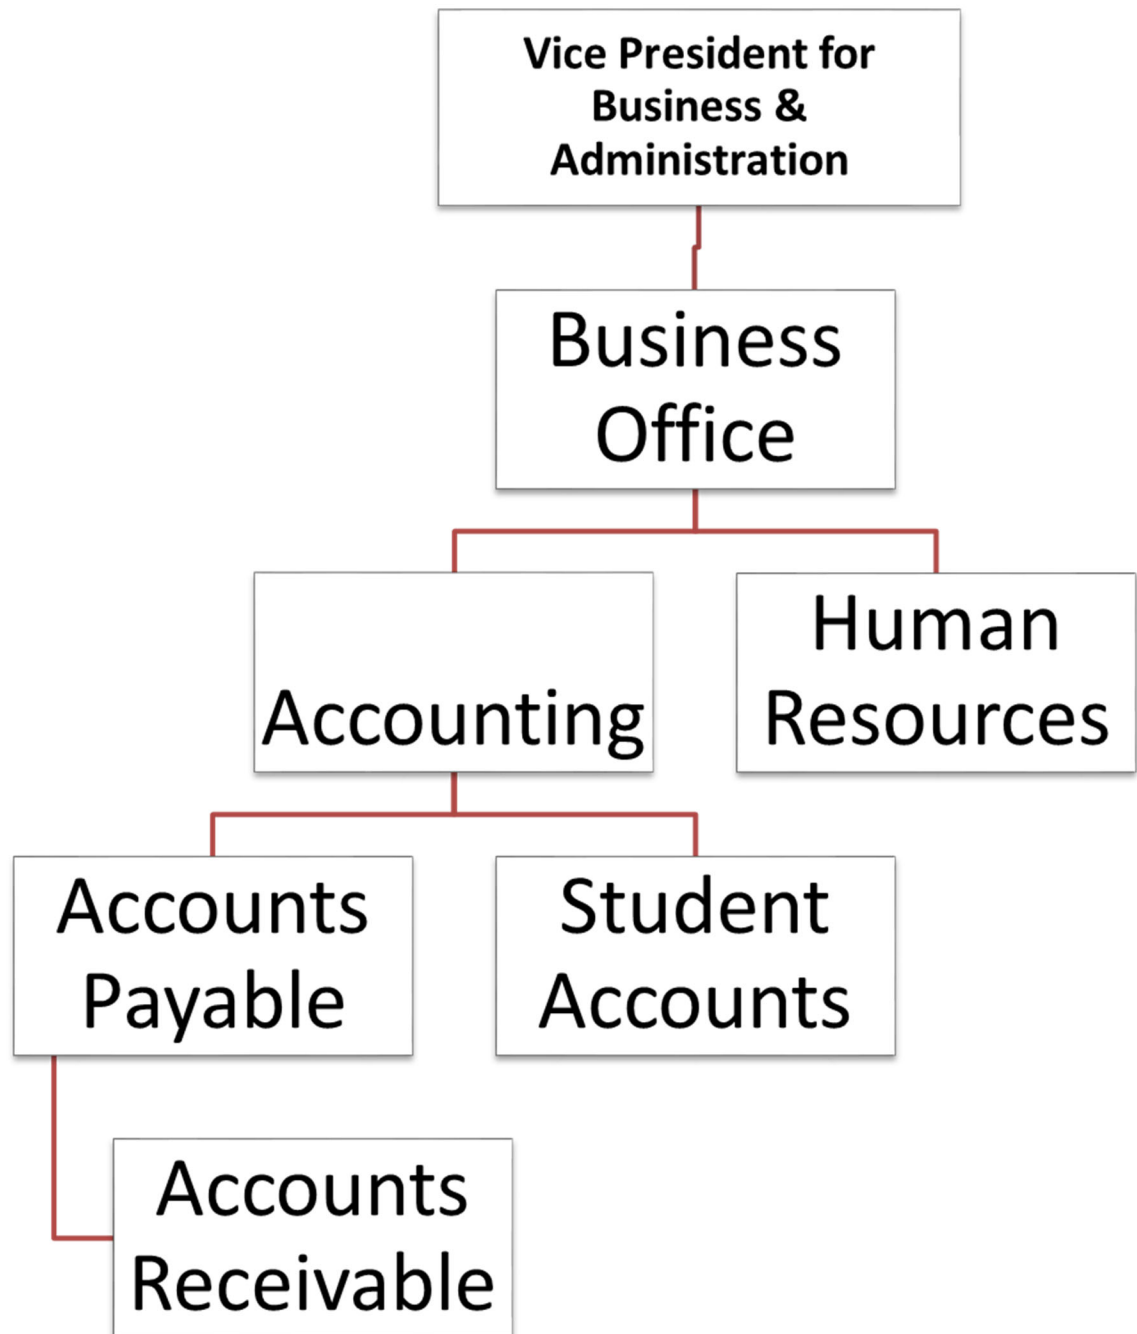 Vice President for
Business &
Administration
Business
Office
Accounting
Human
Resources
Accounts
Payable
Student
Accounts
Accounts
Receivable